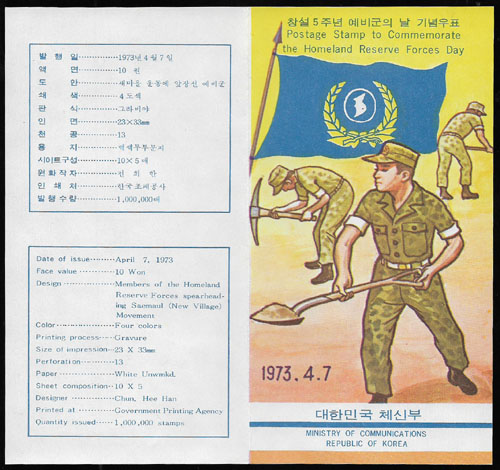 발행일·········1973년 4월 7일
액면·········10 원
도안·········새마을 운동에 앞장선 예비군
쇄색·········4도색
판식·········그라비아
인면·········23×33mm
천공·········13
용지·········백색무투문지
시이트구성·········10×5매
원화작자·········전희한
인쇄처·········한국조폐공사
발행수량·········1,000,000매
Date of issue·········April 7, 1973
Face value·········10 Won
Design·········Members of the Homeland
Reserve Forces spearhead-
ing Saemaul (New Village)
Movement
Color·········Four colors
Printing process·········Gravure
Size of impression···23 X 33mm
Perforation·········13
Paper·········White Unwmkd.
Sheet composition···10 X 5
Designer·········Chun, Hee Han
Printed at·········Government Printing Agency
Quantity issued·········1,000,000 stamps
창설 5주년 예비군의 날 기념우표
Postage Stamp to Commemorate
the Homeland Reserve Forces Day
1973.4.7
대한민국 체신부
MINISTRY OF COMMUNICATIONS
REPUBLIC OF KOREA